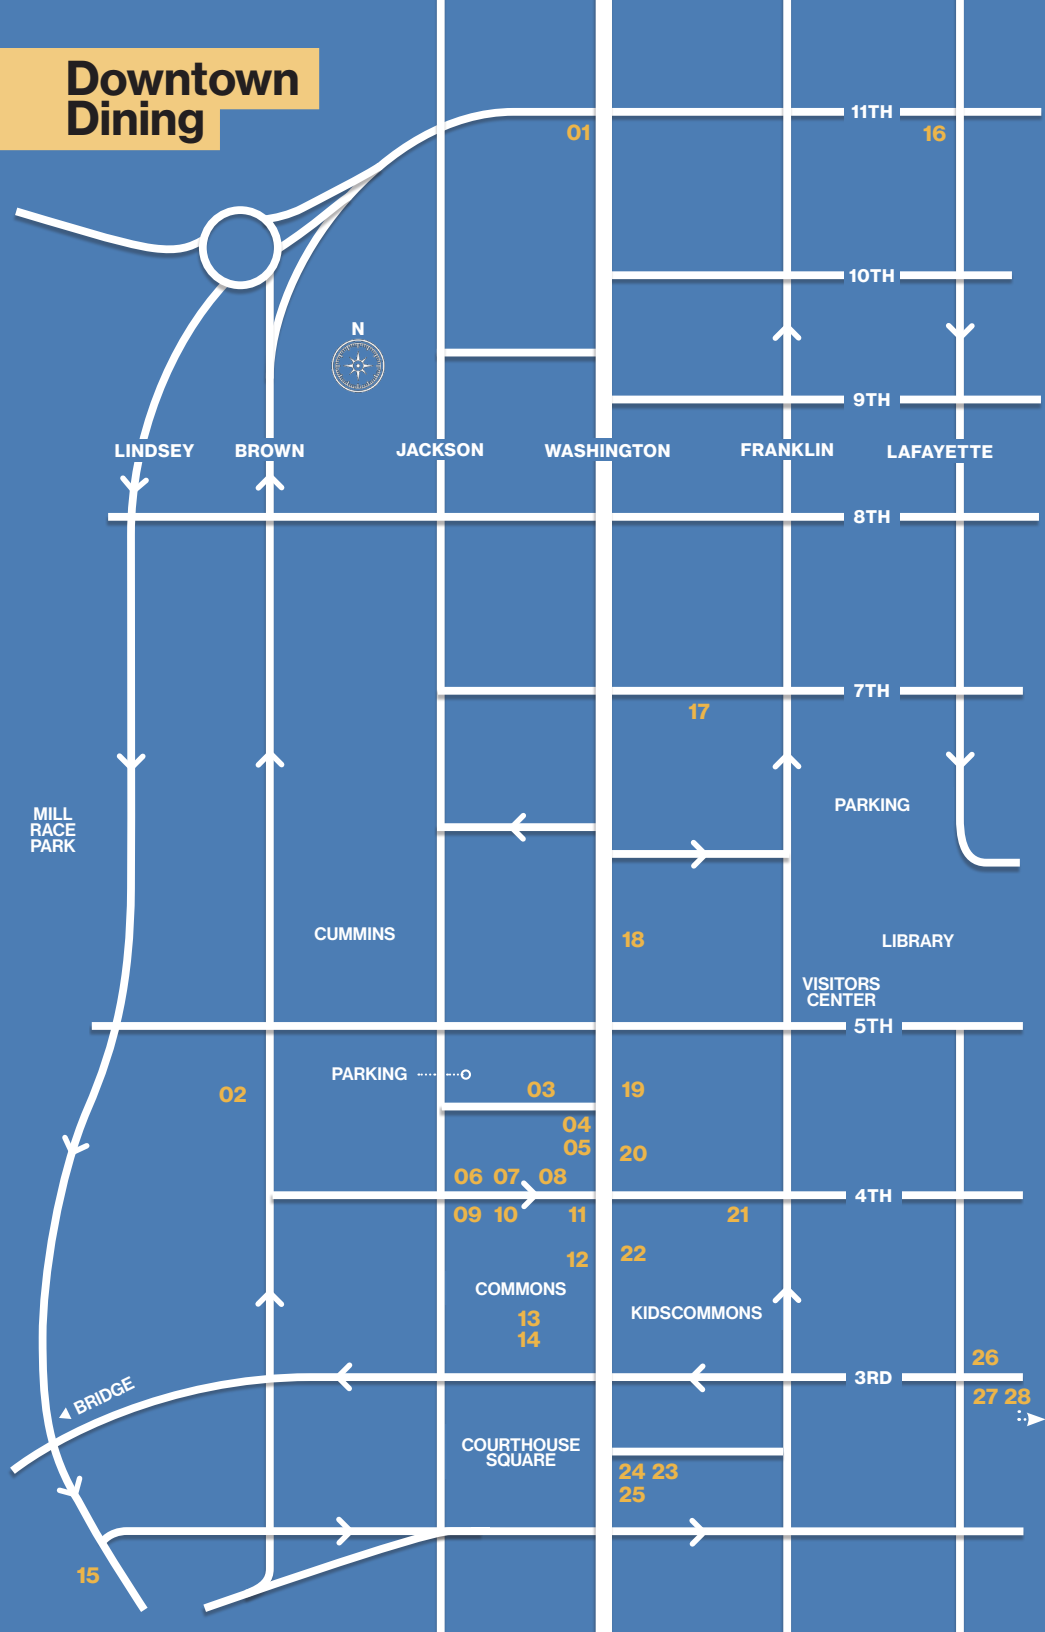 Downtown
Dining
11TH
01
16
10TH
N
9TH
LINDSEY
BROWN
JACKSON
WASHINGTON
FRANKLIN
LAFAYETTE
8TH
7TH
17
PARKING
MILL
RACE
PARK
CUMMINS
18
LIBRARY
VISITORS
CENTER
5TH
PARKING
02
03
19
04
05
20
06 07 08
4TH
09 10 11
21
12
22
COMMONS
13
14
KIDSCOMMONS
26
3RD
BRIDGE
27 28
COURTHOUSE
SQUARE
24 23
25
15